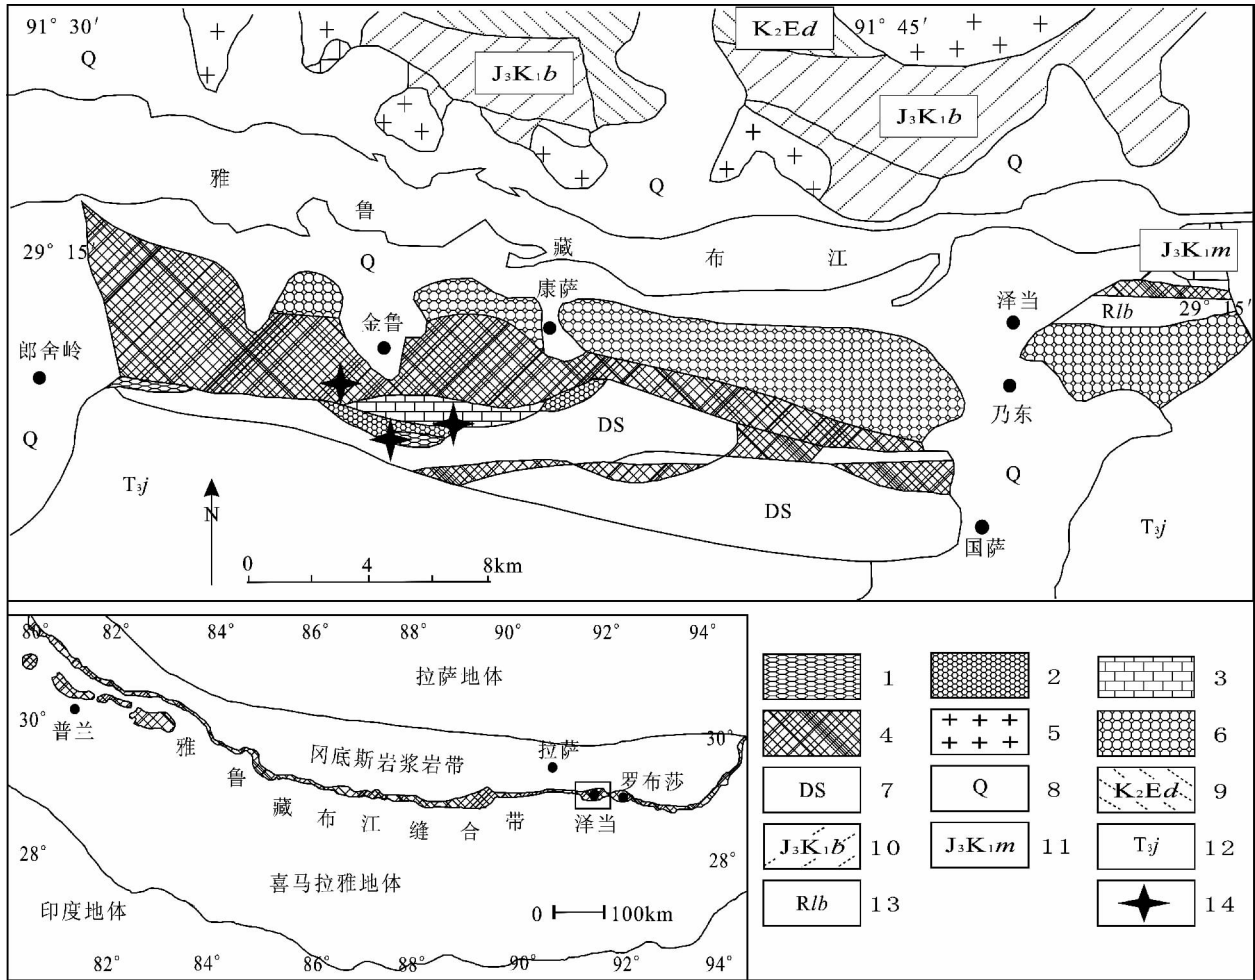 91° 30′
91° 45′
K₂Ed
Q
J₃K₁b
J₃K₁b
Q
Q
雅
鲁
藏
布
江
29° 15′
Q
J₃K₁m
康萨
泽当
金鲁
Rlb
29° 15′
郎舍岭
乃东
DS
Q
Q
T₃j
N
DS
T₃j
国萨
0 4 8km
80° 82° 84° 86° 88° 90° 92° 94°
拉萨地体
30°
30°
普兰
雅
鲁
藏
布
江
缝
合
带
冈底斯岩浆岩带
拉萨
罗布莎
泽当
28°
28°
喜马拉雅地体
印度地体
0 100km
82° 84° 86° 88° 90° 92° 94°
1 2 3
4 5 6
DS 7 Q 8 K₂Ed 9
J₃K₁b 10 J₃K₁m 11 T₃j 12
Rlb 13 14